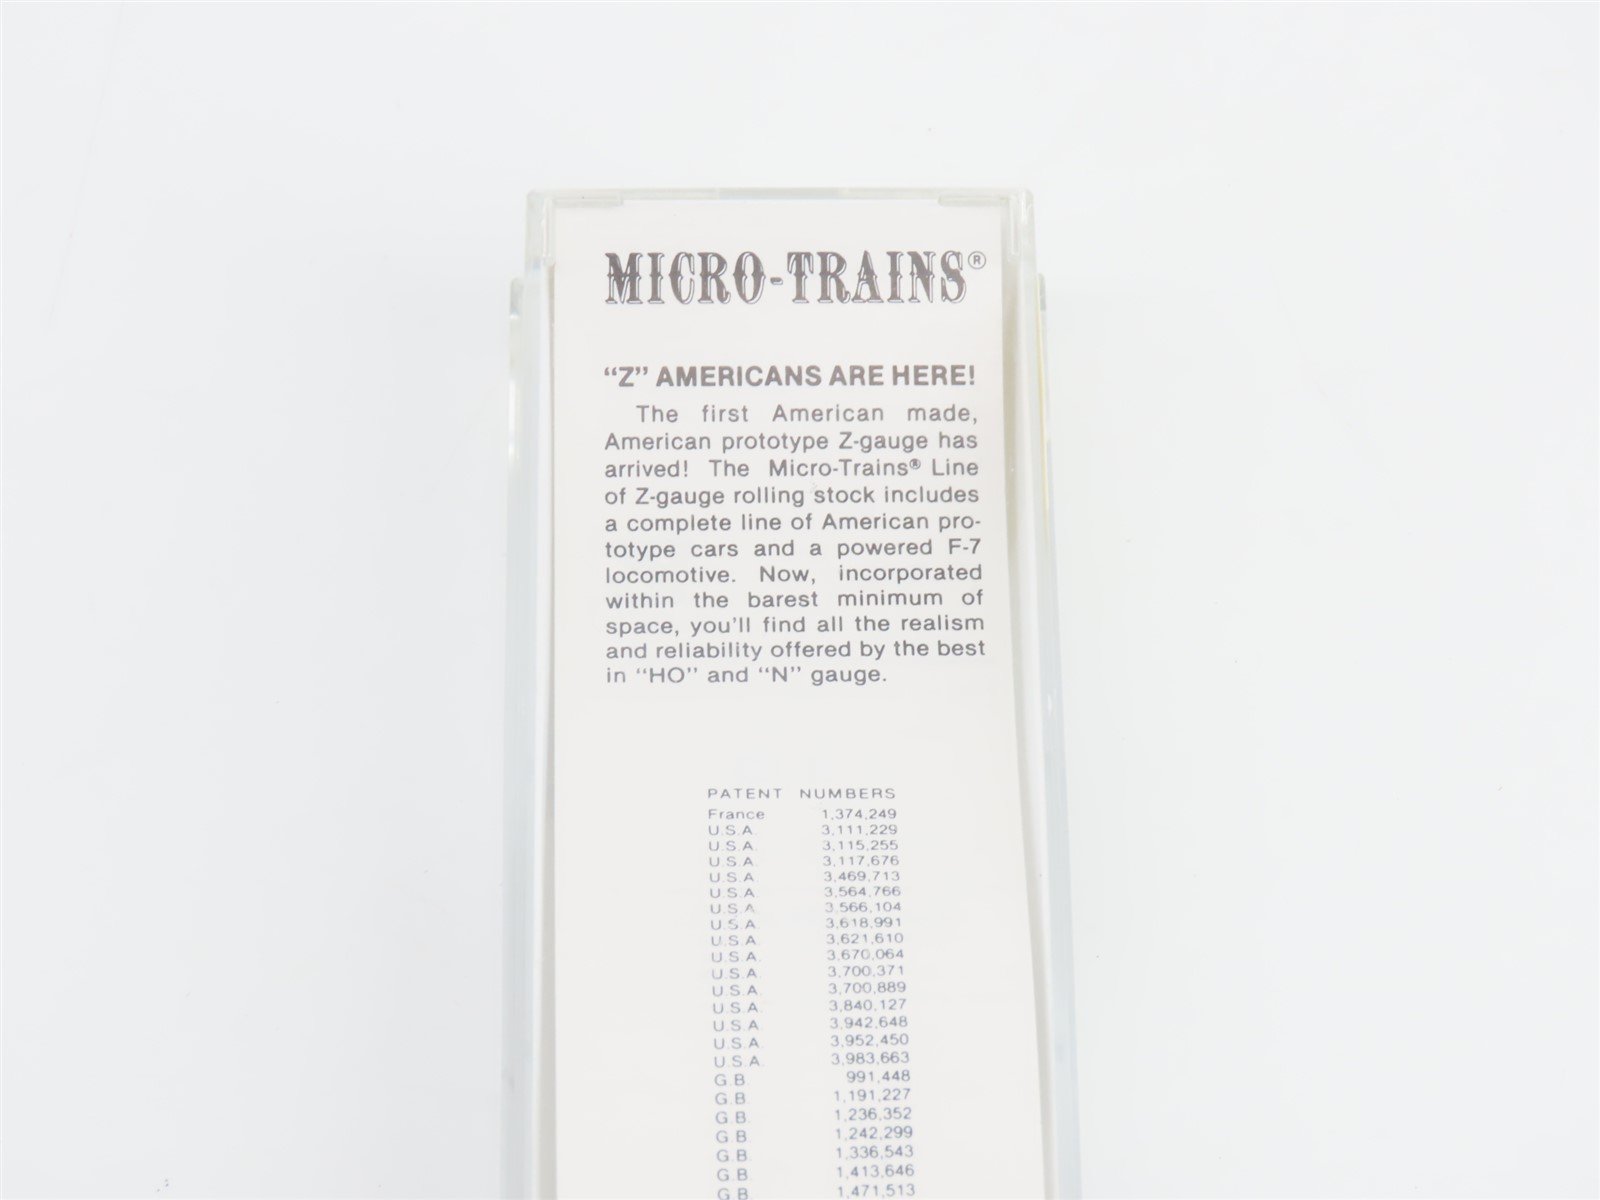 MICRO-TRAINS®
“Z” AMERICANS ARE HERE!
The first American made,
American prototype Z-gauge has
arrived! The Micro-Trains® Line
of Z-gauge rolling stock includes
a complete line of American pro-
totype cars and a powered F-7
locomotive. Now, incorporated
within the barest minimum of
space, you'll find all the realism
and reliability offered by the best
in “HO” and “N” gauge.
PATENT NUMBERS
France 1,374,249
U.S.A. 3,111,229
U.S.A. 3,115,255
U.S.A. 3,117,676
U.S.A. 3,469,713
U.S.A. 3,564,766
U.S.A. 3,566,104
U.S.A. 3,618,991
U.S.A. 3,621,610
U.S.A. 3,670,064
U.S.A. 3,700,371
U.S.A. 3,700,889
U.S.A. 3,840,127
U.S.A. 3,942,648
U.S.A. 3,952,450
U.S.A. 3,983,663
G.B. 991,448
G.B. 1,191,227
G.B. 1,236,352
G.B. 1,242,299
G.B. 1,336,543
G.B. 1,413,646
G.B. 1,471,513